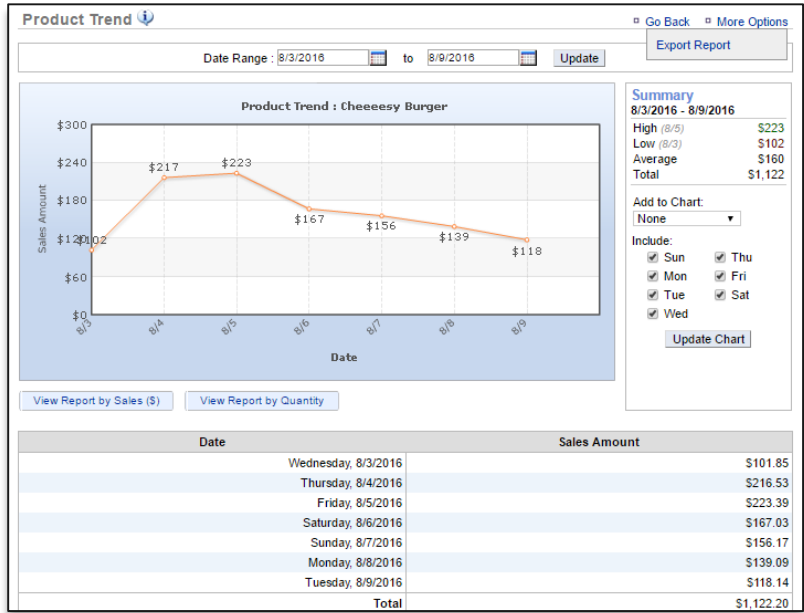 Product Trend
Go Back More Options
Export Report
Date Range : 8/3/2016 to 8/9/2016 Update
Product Trend : Cheeeesy Burger
$300
$240
$180
$120
$60
$0
Sales Amount
$102
$217
$223
$167
$156
$139
$118
8/3
8/4
8/5
8/6
8/7
8/8
8/9
Date
Summary
8/3/2016 - 8/9/2016
High (8/5) $223
Low (8/3) $102
Average $160
Total $1,122
Add to Chart:
None
Include:
Sun Thu
Mon Fri
Tue Sat
Wed
Update Chart
View Report by Sales ($) View Report by Quantity
Date Sales Amount
Wednesday, 8/3/2016 $101.85
Thursday, 8/4/2016 $216.53
Friday, 8/5/2016 $223.39
Saturday, 8/6/2016 $167.03
Sunday, 8/7/2016 $156.17
Monday, 8/8/2016 $139.09
Tuesday, 8/9/2016 $118.14
Total $1,122.20